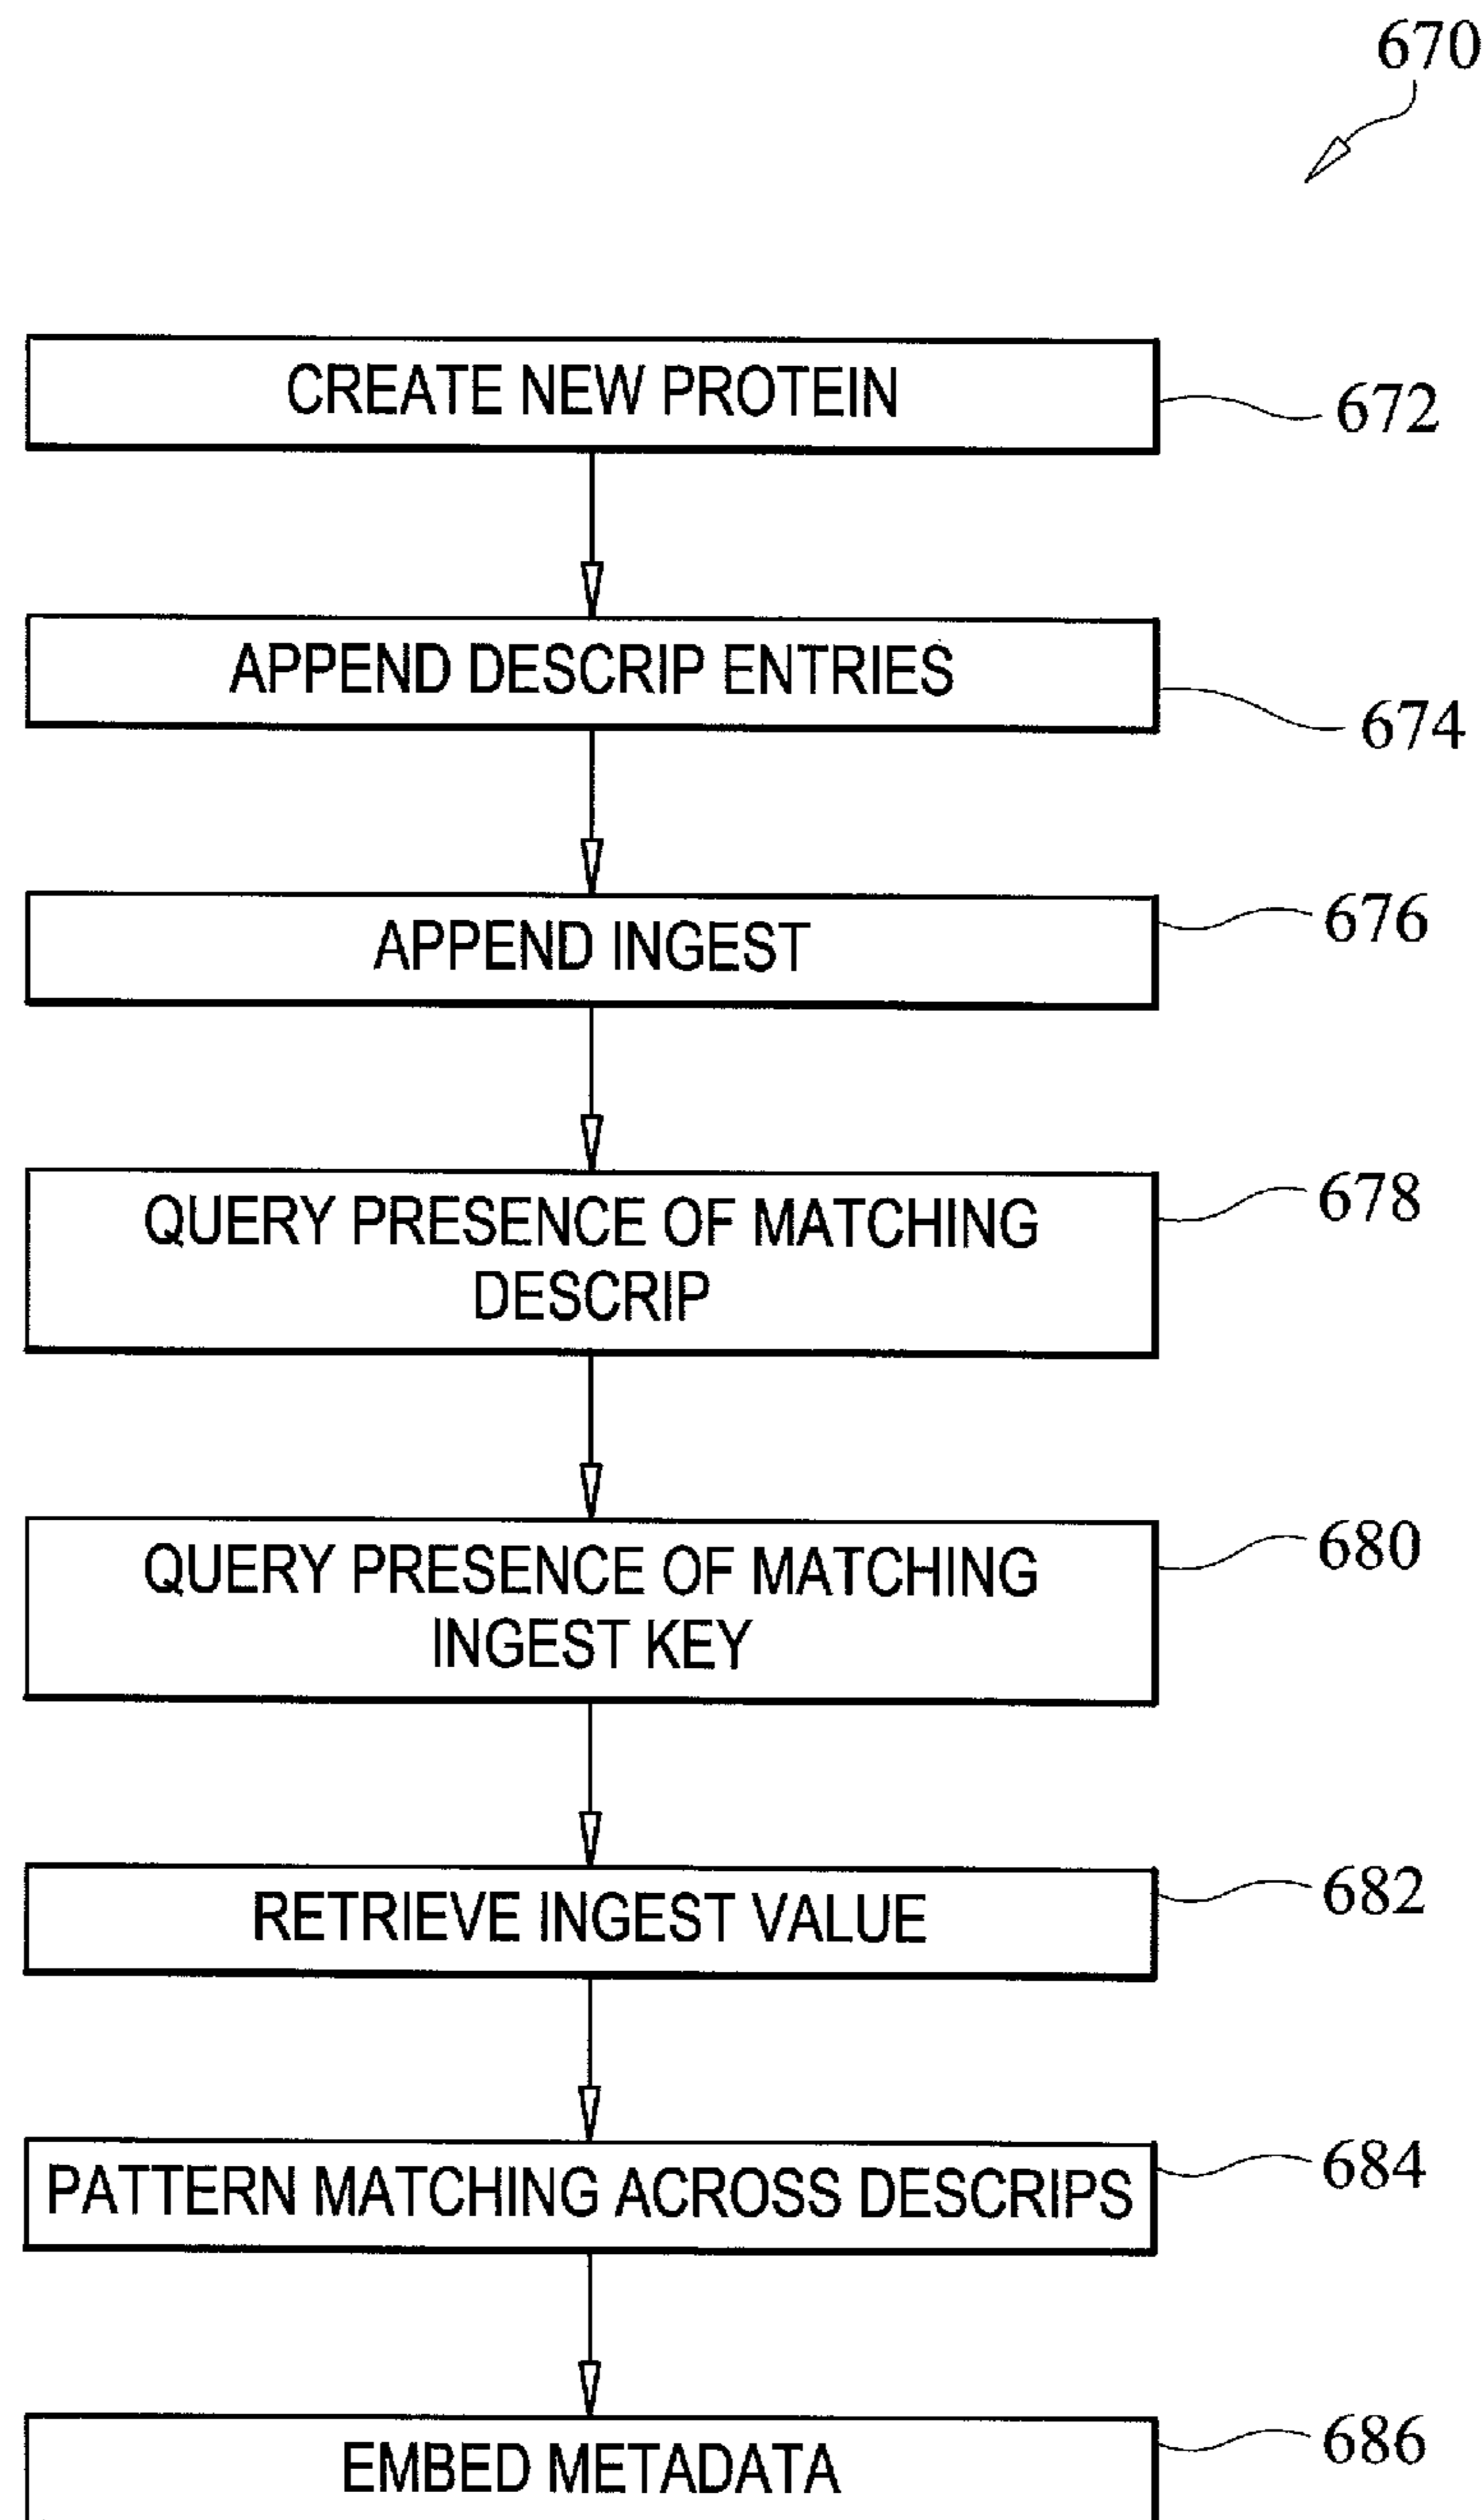 670
CREATE NEW PROTEIN
672
APPEND DESCRIP ENTRIES
674
APPEND INGEST
676
QUERY PRESENCE OF MATCHING
DESCRIP
678
QUERY PRESENCE OF MATCHING
INGEST KEY
680
RETRIEVE INGEST VALUE
682
PATTERN MATCHING ACROSS DESCRIPS
684
EMBED METADATA
686